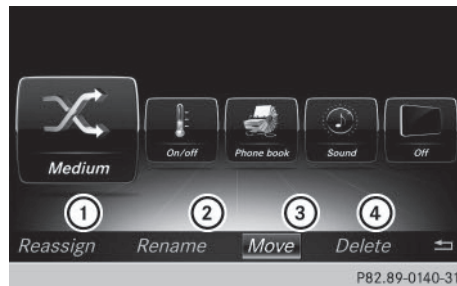 Medium
On/off
Phone book
Sound
Off
1
2
3
4
Reassign Rename Move Delete
P82.89-0140-31